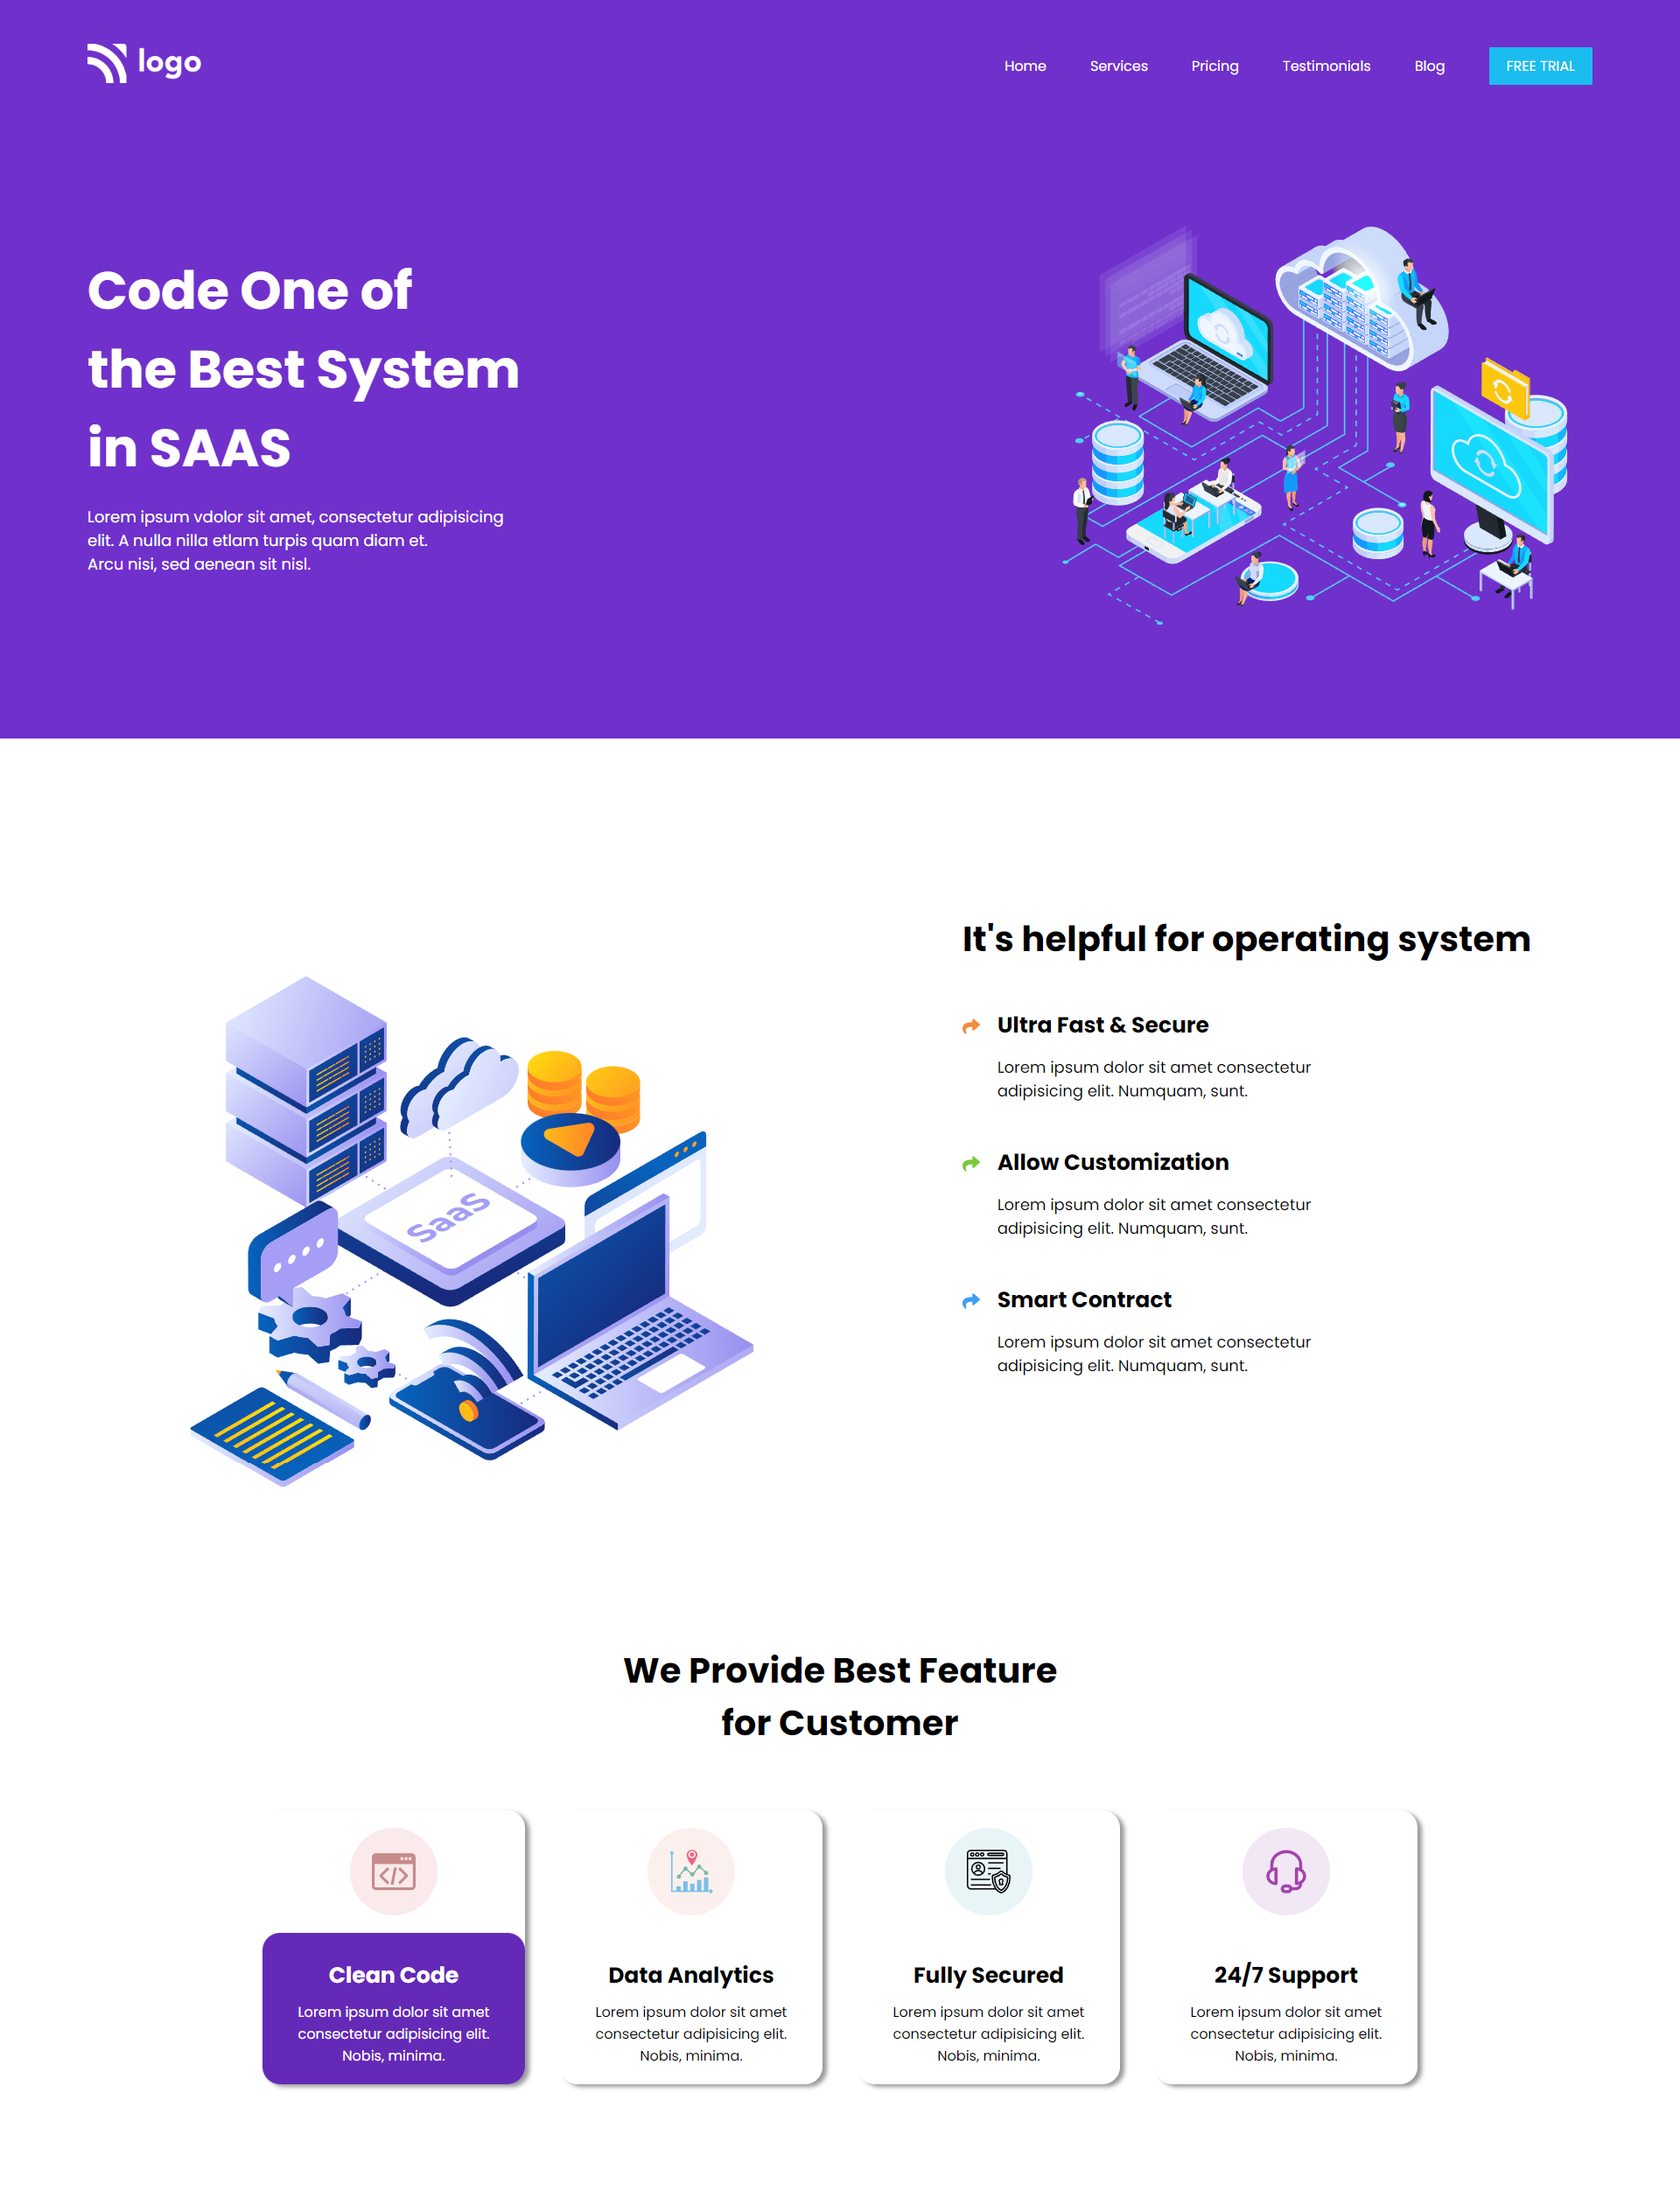 logo
Home
Services
Pricing
Testimonials
Blog
FREE TRIAL
Code One of
the Best System
in SAAS
Lorem ipsum vdolor sit amet, consectetur adipisicing
elit. A nulla nilla etlam turpis quam diam et.
Arcu nisi, sed aenean sit nisl.
SaaS
It's helpful for operating system
Ultra Fast & Secure
Lorem ipsum dolor sit amet consectetur
adipisicing elit. Numquam, sunt.
Allow Customization
Lorem ipsum dolor sit amet consectetur
adipisicing elit. Numquam, sunt.
Smart Contract
Lorem ipsum dolor sit amet consectetur
adipisicing elit. Numquam, sunt.
We Provide Best Feature
for Customer
Clean Code
Lorem ipsum dolor sit amet
consectetur adipisicing elit.
Nobis, minima.
Data Analytics
Lorem ipsum dolor sit amet
consectetur adipisicing elit.
Nobis, minima.
Fully Secured
Lorem ipsum dolor sit amet
consectetur adipisicing elit.
Nobis, minima.
24/7 Support
Lorem ipsum dolor sit amet
consectetur adipisicing elit.
Nobis, minima.